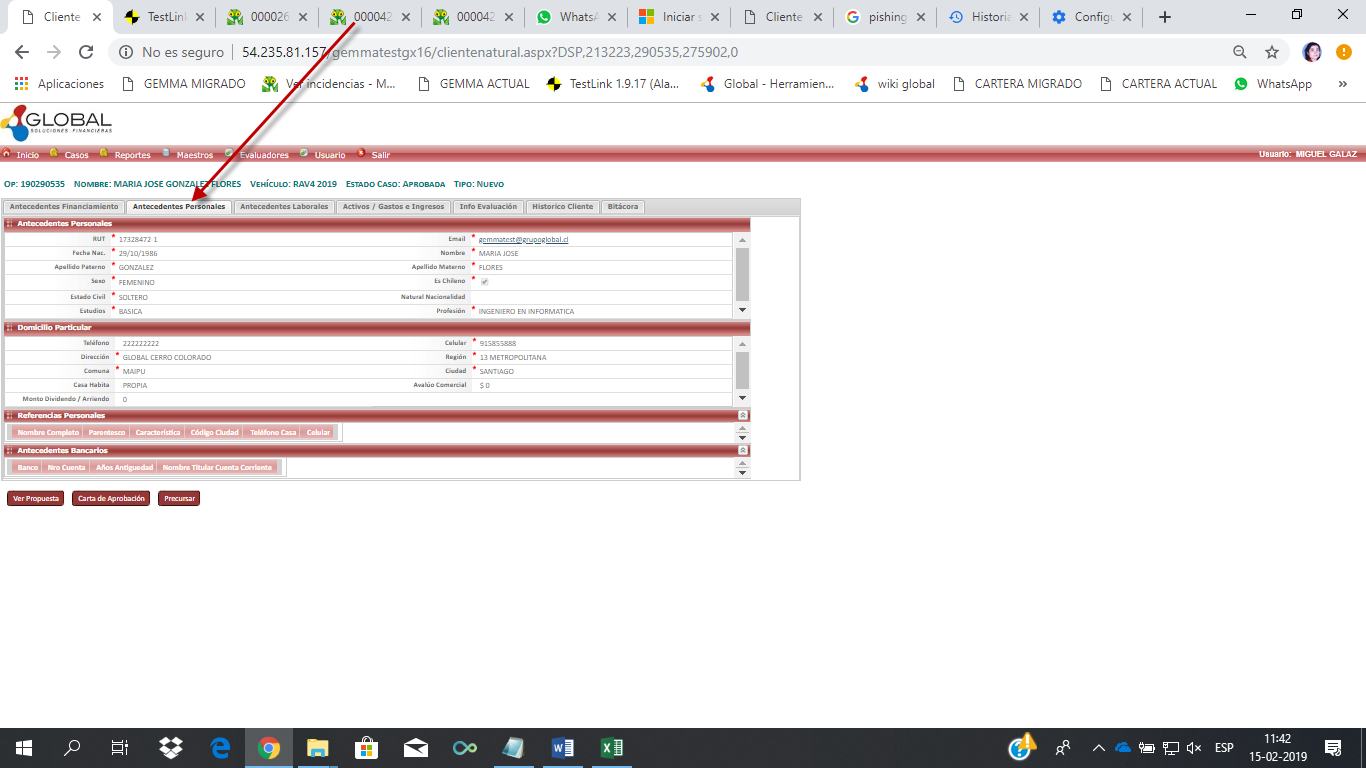 Cliente
TestLink
000026
000042
000042
WhatsA
Iniciar s
Cliente
pishing
Historia
Configu
No es seguro
54.235.81.157/gemmatestgx16/clientenatural.aspx?DSP,213223,290535,275902,0
Aplicaciones
GEMMA MIGRADO
Ver Incidencias - M...
GEMMA ACTUAL
TestLink 1.9.17 (Ala...
Global - Herramien...
wiki global
CARTERA MIGRADO
CARTERA ACTUAL
WhatsApp
»
GLOBAL
SOLUCIONES FINANCIERAS
Inicio Casos Reportes Maestros Evaluadores Usuario Salir
Usuario: MIGUEL GALAZ
OP: 190290535 NOMBRE: MARIA JOSE GONZALEZ FLORES VEHÍCULO: RAV4 2019 ESTADO CASO: APROBADA TIPO: NUEVO
Antecedentes Financiamiento Antecedentes Personales Antecedentes Laborales Activos / Gastos e Ingresos Info Evaluación Historico Cliente Bitácora
Antecedentes Personales
RUT * 17328472-1 Email * gemmatest@grupoglobal.cl
Fecha Nac. * 29/10/1986 Nombre * MARIA JOSE
Apellido Paterno * GONZALEZ Apellido Materno * FLORES
Sexo * FEMENINO Es Chileno *
Estado Civil * SOLTERO Natural Nacionalidad
Estudios * BASICA Profesión * INGENIERO EN INFORMATICA
Domicilio Particular
Teléfono 222222222 Celular * 915855888
Dirección * GLOBAL CERRO COLORADO Región * 13 METROPOLITANA
Comuna * MAIPU Ciudad * SANTIAGO
Casa Habita PROPIA Avalúo Comercial $ 0
Monto Dividendo / Arriendo 0
Referencias Personales
Nombre Completo Parentesco Característica Código Ciudad Teléfono Casa Celular
Antecedentes Bancarios
Banco Nro Cuenta Años Antiguedad Nombre Titular Cuenta Corriente
Ver Propuesta Carta de Aprobación Precursar
ESP
11:42
15-02-2019